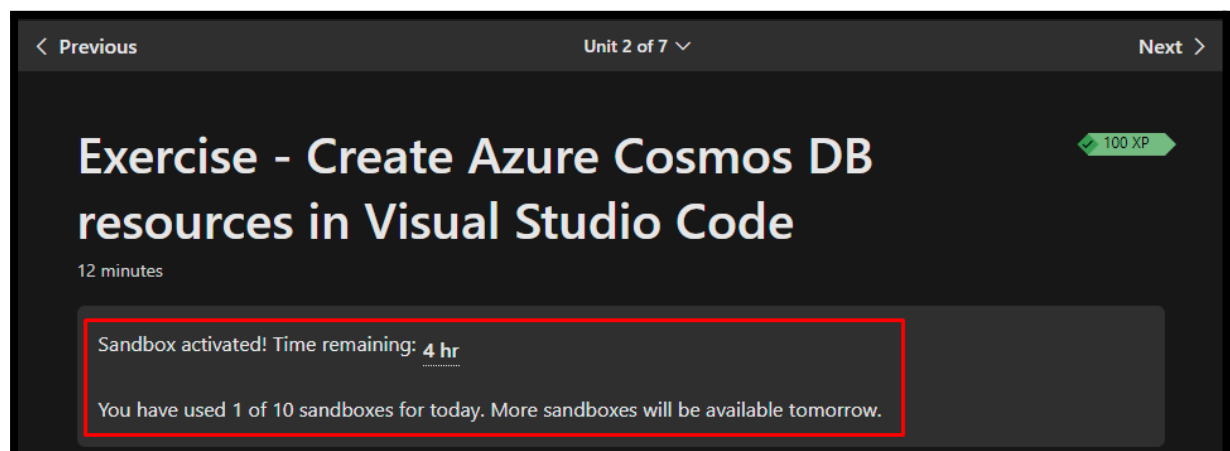 Previous
Unit 2 of 7
Next
Exercise - Create Azure Cosmos DB
100 XP
resources in Visual Studio Code
12 minutes
Sandbox activated! Time remaining: 4 hr
You have used 1 of 10 sandboxes for today. More sandboxes will be available tomorrow.